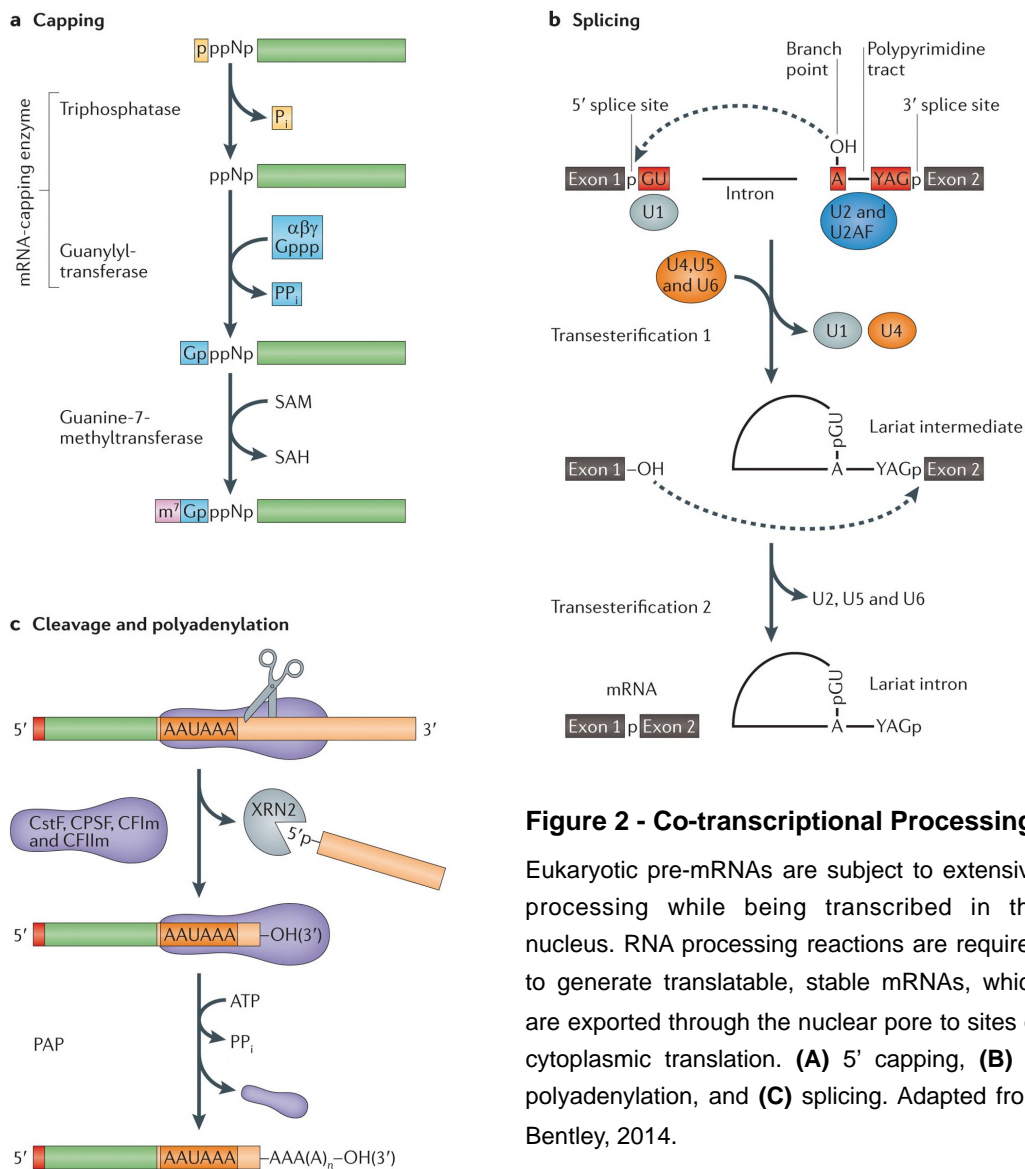 a Capping
pppNp
Triphosphatase
Pi
mRNA-capping enzyme
ppNp
αβγ
Gppp
Guanylyl-
transferase
PPi
GpppNp
SAM
Guanine-7-
methyltransferase
SAH
m⁷GpppNp
b Splicing
Branch
point
Polypyrimidine
tract
5′ splice site
3′ splice site
OH
Exon 1 p GU
A
YAG p Exon 2
Intron
U1
U2 and
U2AF
U4,U5
and U6
U1
U4
Transesterification 1
pGU
Lariat intermediate
Exon 1 –OH
A
YAGp Exon 2
Transesterification 2
U2, U5 and U6
mRNA
pGU
Lariat intron
Exon 1 p Exon 2
A
YAGp
c Cleavage and polyadenylation
5′
AAUAAA
3′
CstF, CPSF, CFIm
and CFIIm
XRN2
5′p
5′
AAUAAA
–OH(3′)
ATP
PAP
PPi
5′
AAUAAA
–AAA(A)n–OH(3′)
Figure 2 - Co-transcriptional Processing
Eukaryotic pre-mRNAs are subject to extensiv
processing while being transcribed in th
nucleus. RNA processing reactions are require
to generate translatable, stable mRNAs, whic
are exported through the nuclear pore to sites
cytoplasmic translation. (A) 5’ capping, (B)
polyadenylation, and (C) splicing. Adapted fro
Bentley, 2014.